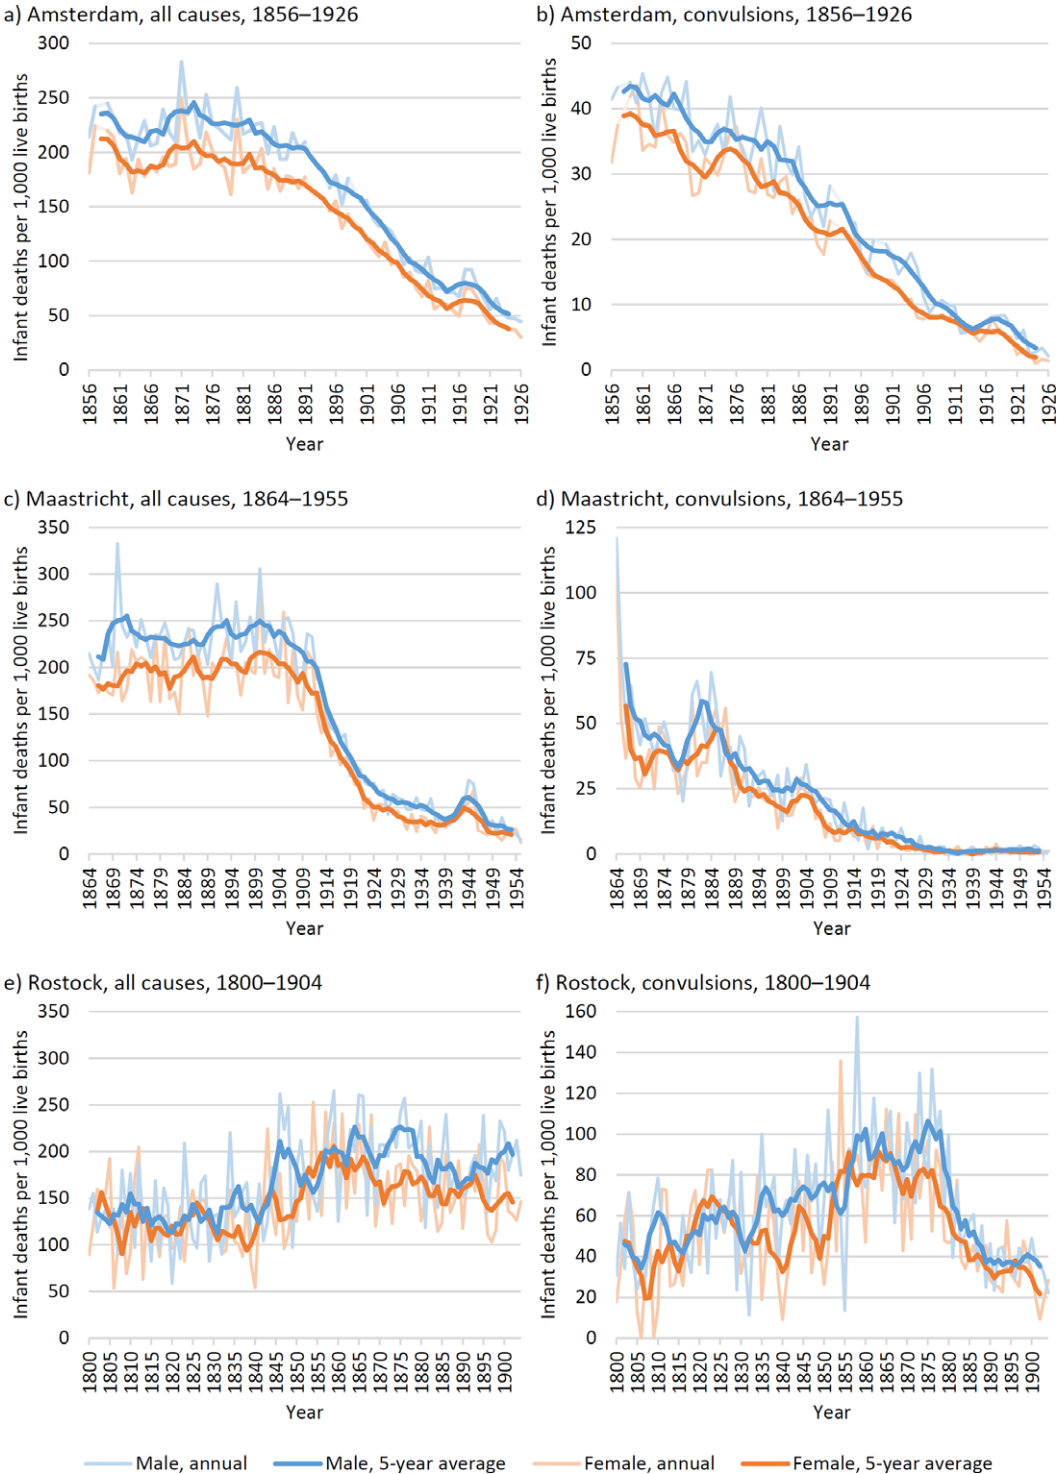 a) Amsterdam, all causes, 1856–1926
Infant deaths per 1,000 live births
300
250
200
150
100
50
0
1856 1861 1866 1871 1876 1881 1886 1891 1896 1901 1906 1911 1916 1921 1926
Year
b) Amsterdam, convulsions, 1856–1926
Infant deaths per 1,000 live births
50
40
30
20
10
0
1856 1861 1866 1871 1876 1881 1886 1891 1896 1901 1906 1911 1916 1921 1926
Year
c) Maastricht, all causes, 1864–1955
Infant deaths per 1,000 live births
350
300
250
200
150
100
50
0
1864 1869 1874 1879 1884 1889 1894 1899 1904 1909 1914 1919 1924 1929 1934 1939 1944 1949 1954
Year
d) Maastricht, convulsions, 1864–1955
Infant deaths per 1,000 live births
125
100
75
50
25
0
1864 1869 1874 1879 1884 1889 1894 1899 1904 1909 1914 1919 1924 1929 1934 1939 1944 1949 1954
Year
e) Rostock, all causes, 1800–1904
Infant deaths per 1,000 live births
350
300
250
200
150
100
50
0
1800 1805 1810 1815 1820 1825 1830 1835 1840 1845 1850 1855 1860 1865 1870 1875 1880 1885 1890 1895 1900
Year
f) Rostock, convulsions, 1800–1904
Infant deaths per 1,000 live births
160
140
120
100
80
60
40
20
0
1800 1805 1810 1815 1820 1825 1830 1835 1840 1845 1850 1855 1860 1865 1870 1875 1880 1885 1890 1895 1900
Year
Male, annual Male, 5-year average Female, annual Female, 5-year average